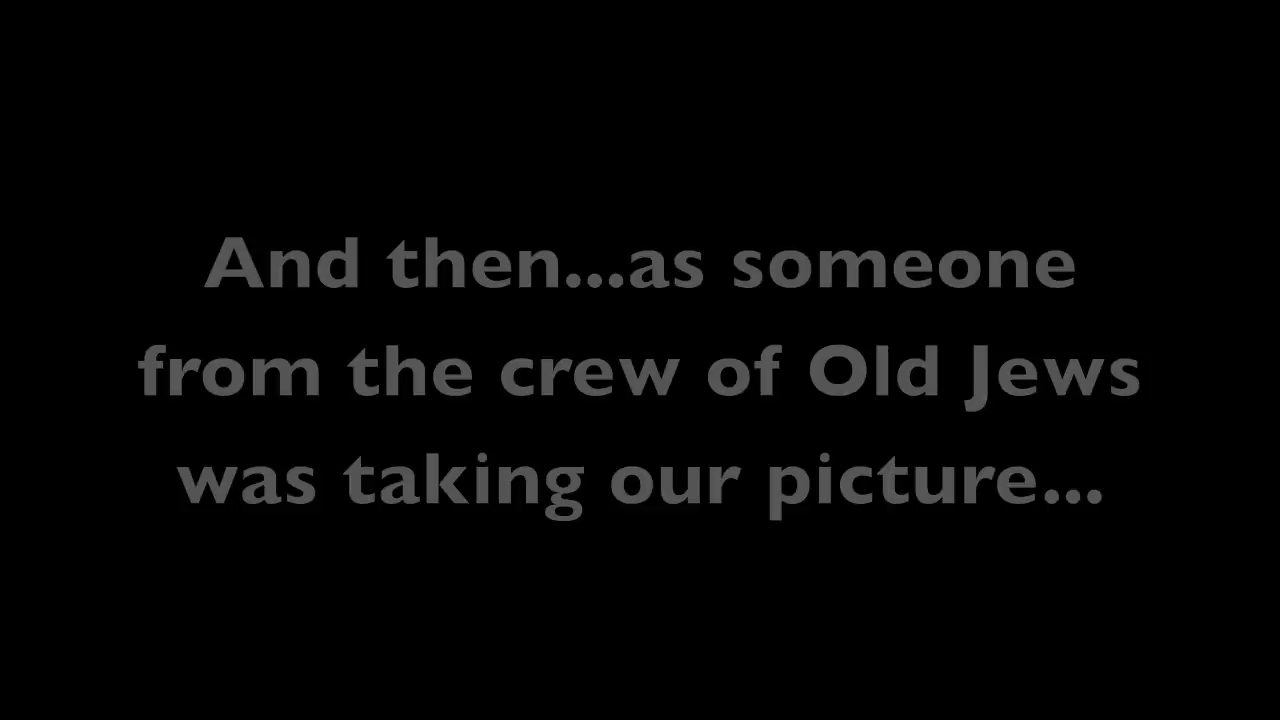 And then...as someone
from the crew of Old Jews
was taking our picture...